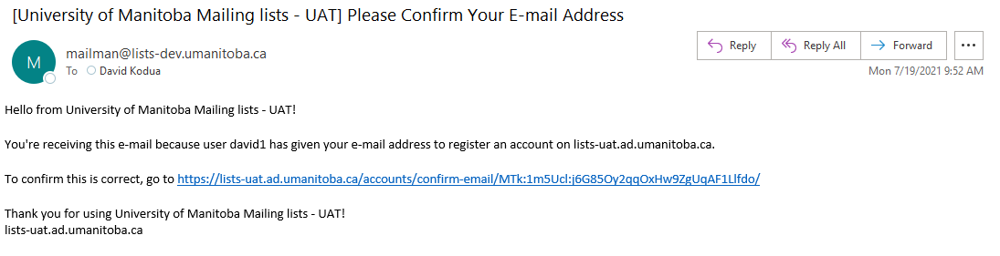 [University of Manitoba Mailing lists - UAT] Please Confirm Your E-mail Address
M
mailman@lists-dev.umanitoba.ca
To David Kodua
Reply
Reply All
Forward
Mon 7/19/2021 9:52 AM
Hello from University of Manitoba Mailing lists - UAT!
You're receiving this e-mail because user david1 has given your e-mail address to register an account on lists-uat.ad.umanitoba.ca.
To confirm this is correct, go to https://lists-uat.ad.umanitoba.ca/accounts/confirm-email/MTk:1m5Ucl:j6G85Oy2qqOxHw9ZgUqAF1Llfdo/
Thank you for using University of Manitoba Mailing lists - UAT!
lists-uat.ad.umanitoba.ca